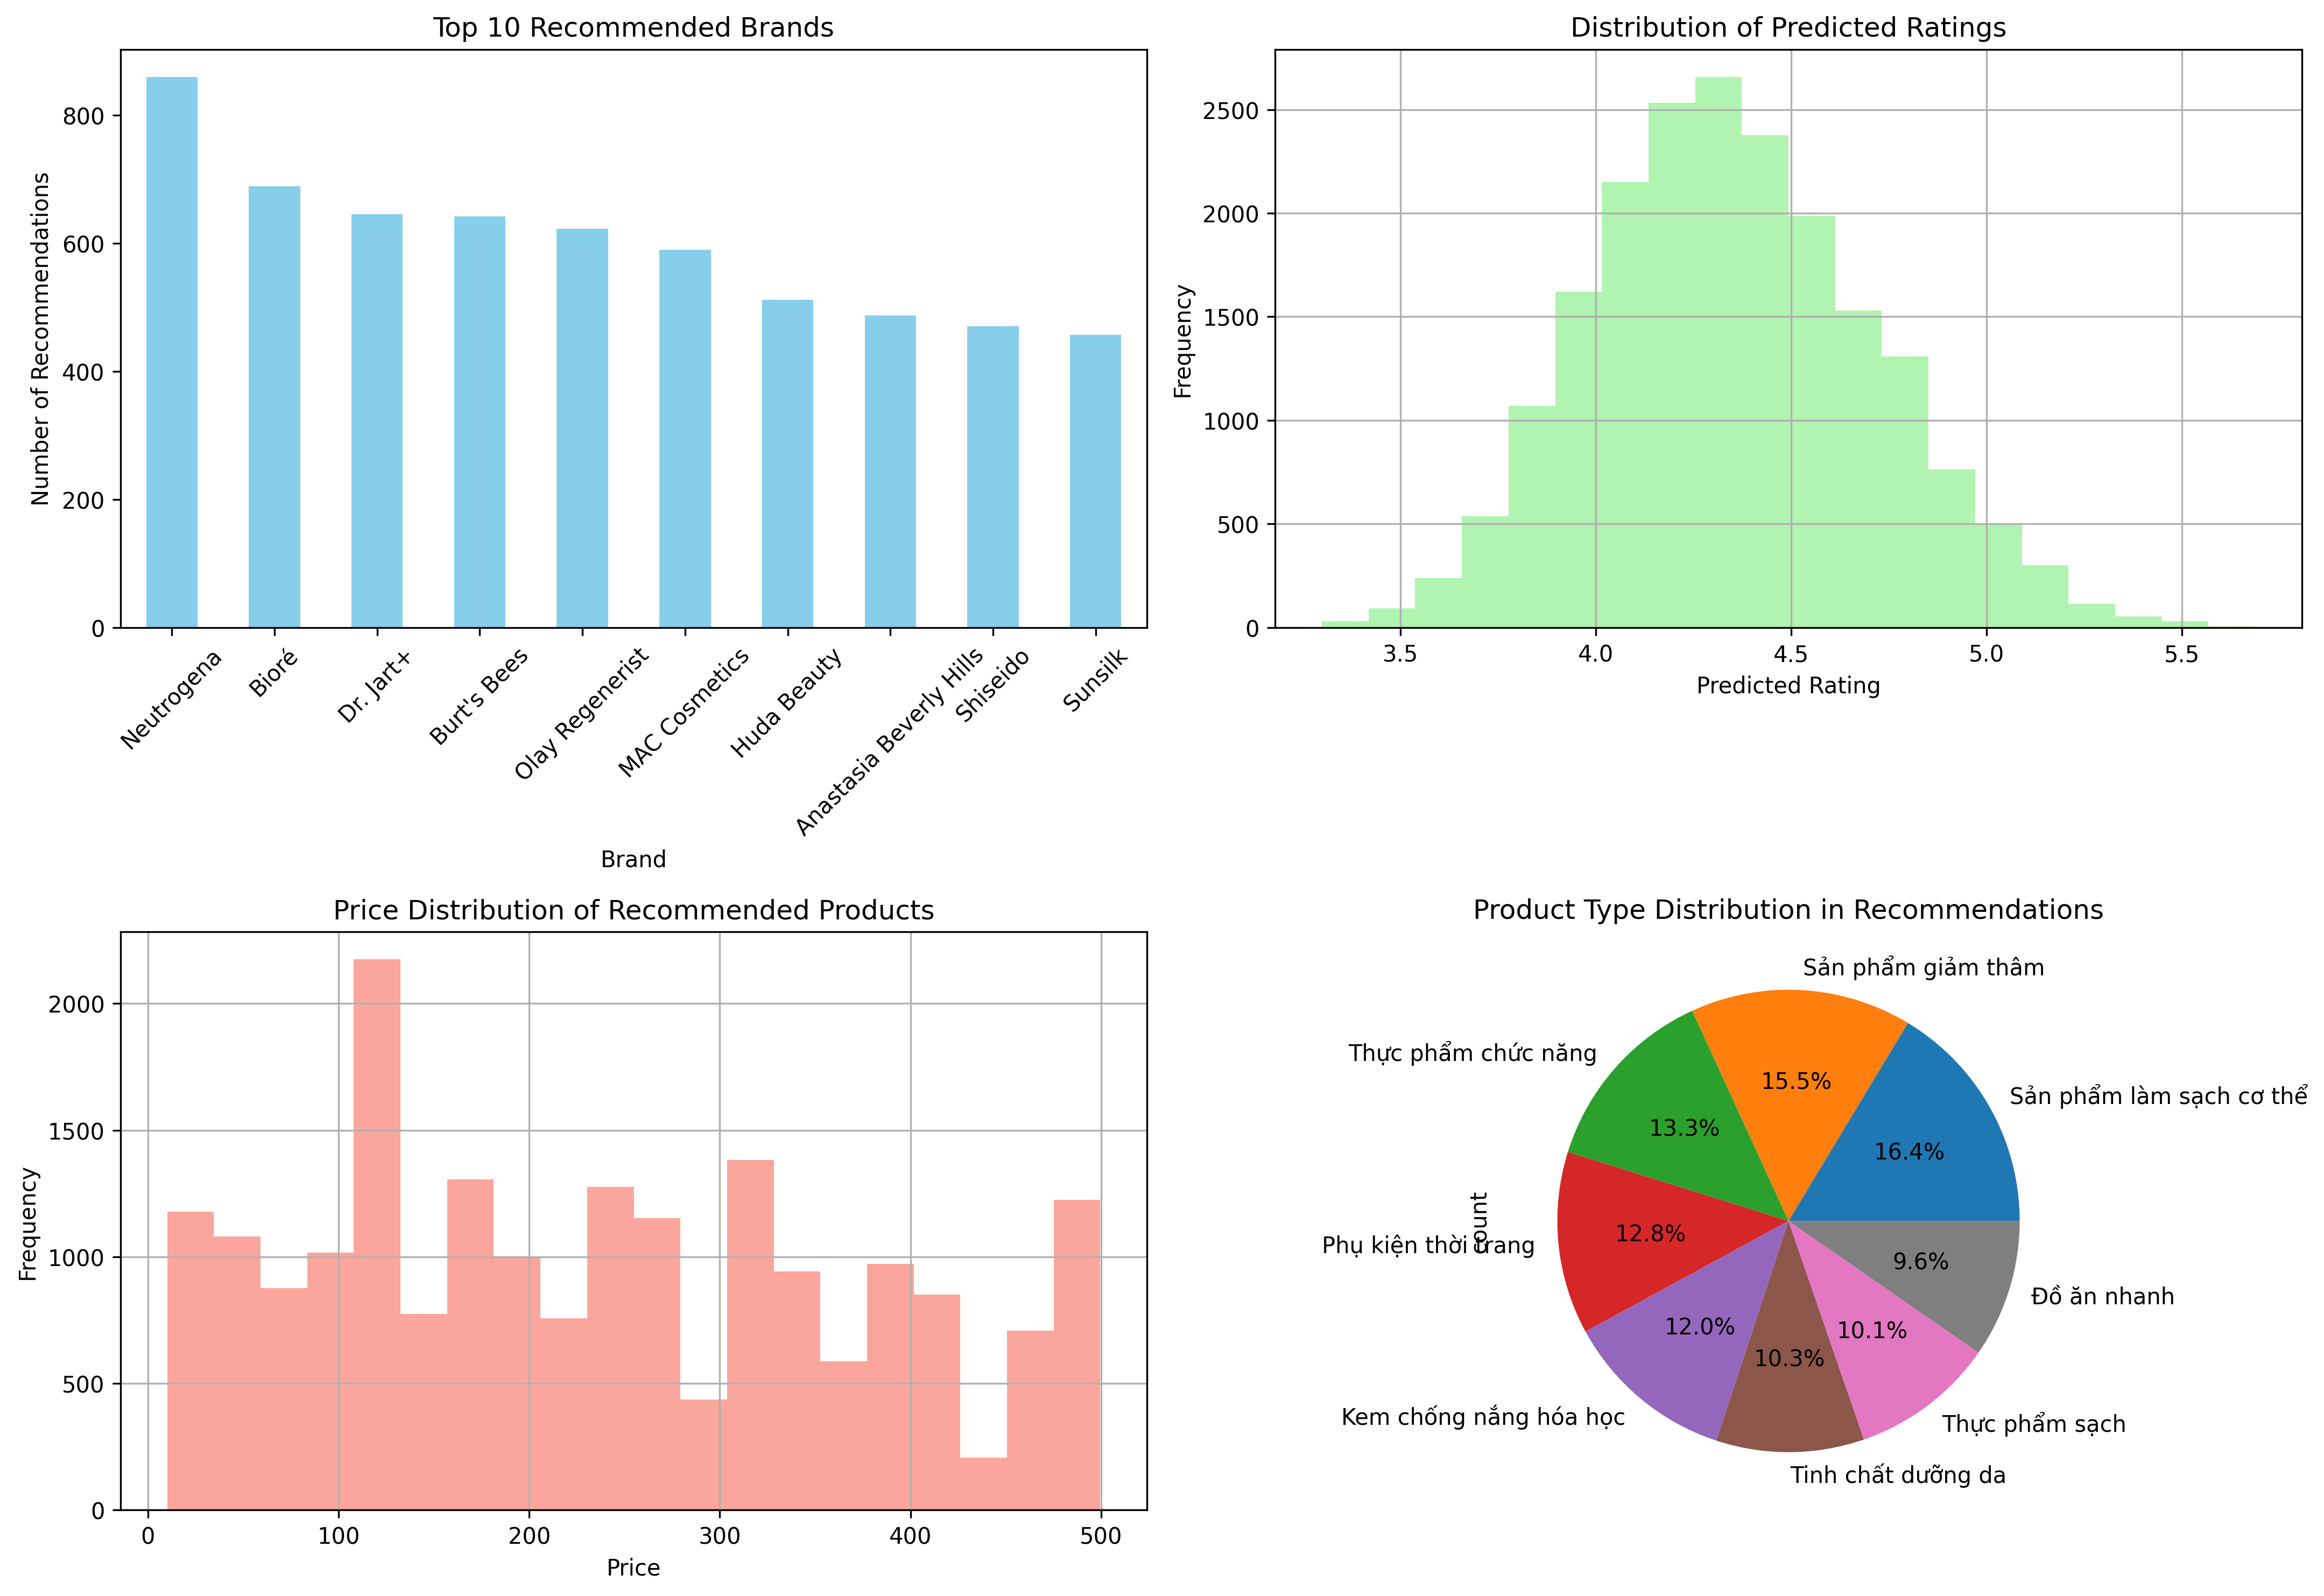 Top 10 Recommended Brands
Number of Recommendations
800
600
400
200
0
Neutrogena
Bioré
Dr. Jart+
Burt's Bees
Olay Regenerist
MAC Cosmetics
Huda Beauty
Anastasia Beverly Hills
Shiseido
Sunsilk
Brand
Distribution of Predicted Ratings
Frequency
2500
2000
1500
1000
500
0
3.5
4.0
4.5
5.0
5.5
Predicted Rating
Price Distribution of Recommended Products
Frequency
2000
1500
1000
500
0
0
100
200
300
400
500
Price
Product Type Distribution in Recommendations
Sản phẩm giảm thâm
Thực phẩm chức năng
15.5%
Sản phẩm làm sạch cơ thể
13.3%
16.4%
count
Phụ kiện thời trang
12.8%
9.6%
Đồ ăn nhanh
12.0%
10.1%
10.3%
Kem chống nắng hóa học
Thực phẩm sạch
Tinh chất dưỡng da